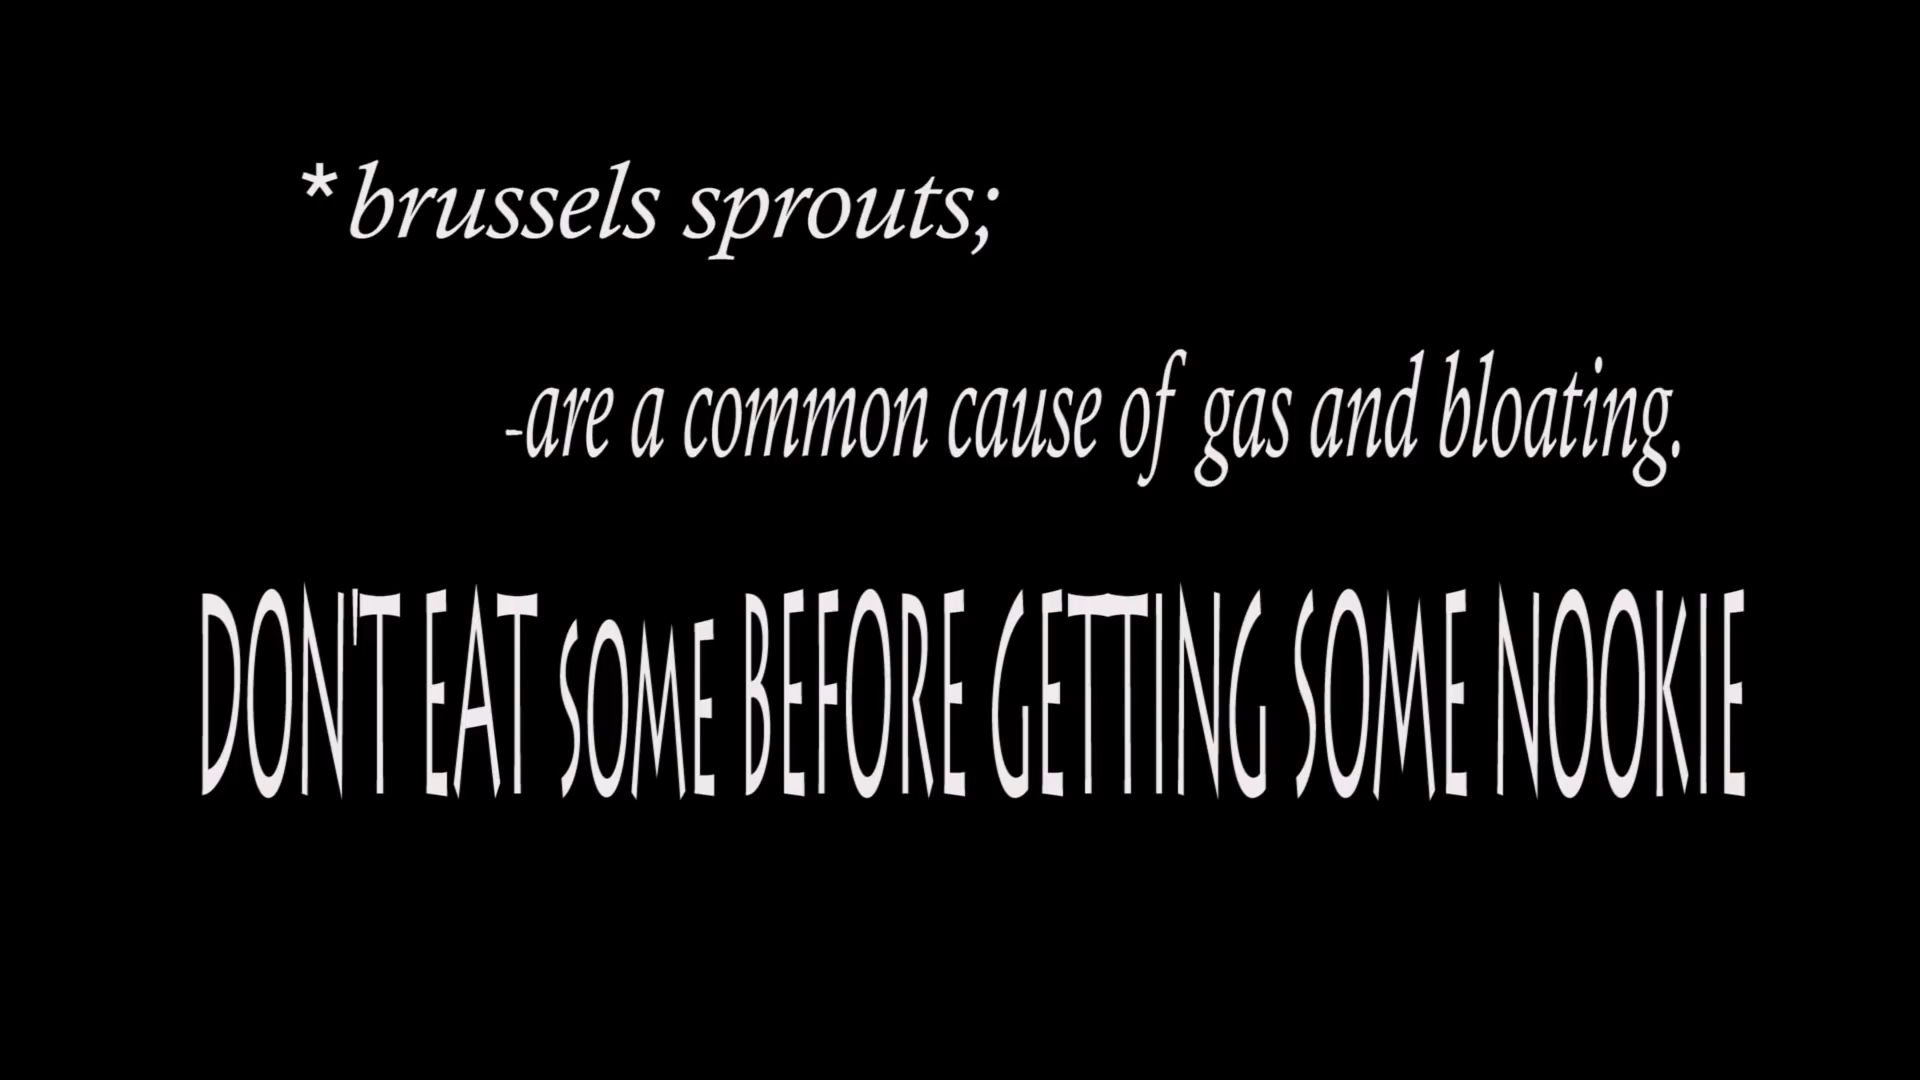 *brussels sprouts;
-are a common cause of gas and bloating.
DON'T EAT SOME BEFORE GETTING SOME NOOKIE